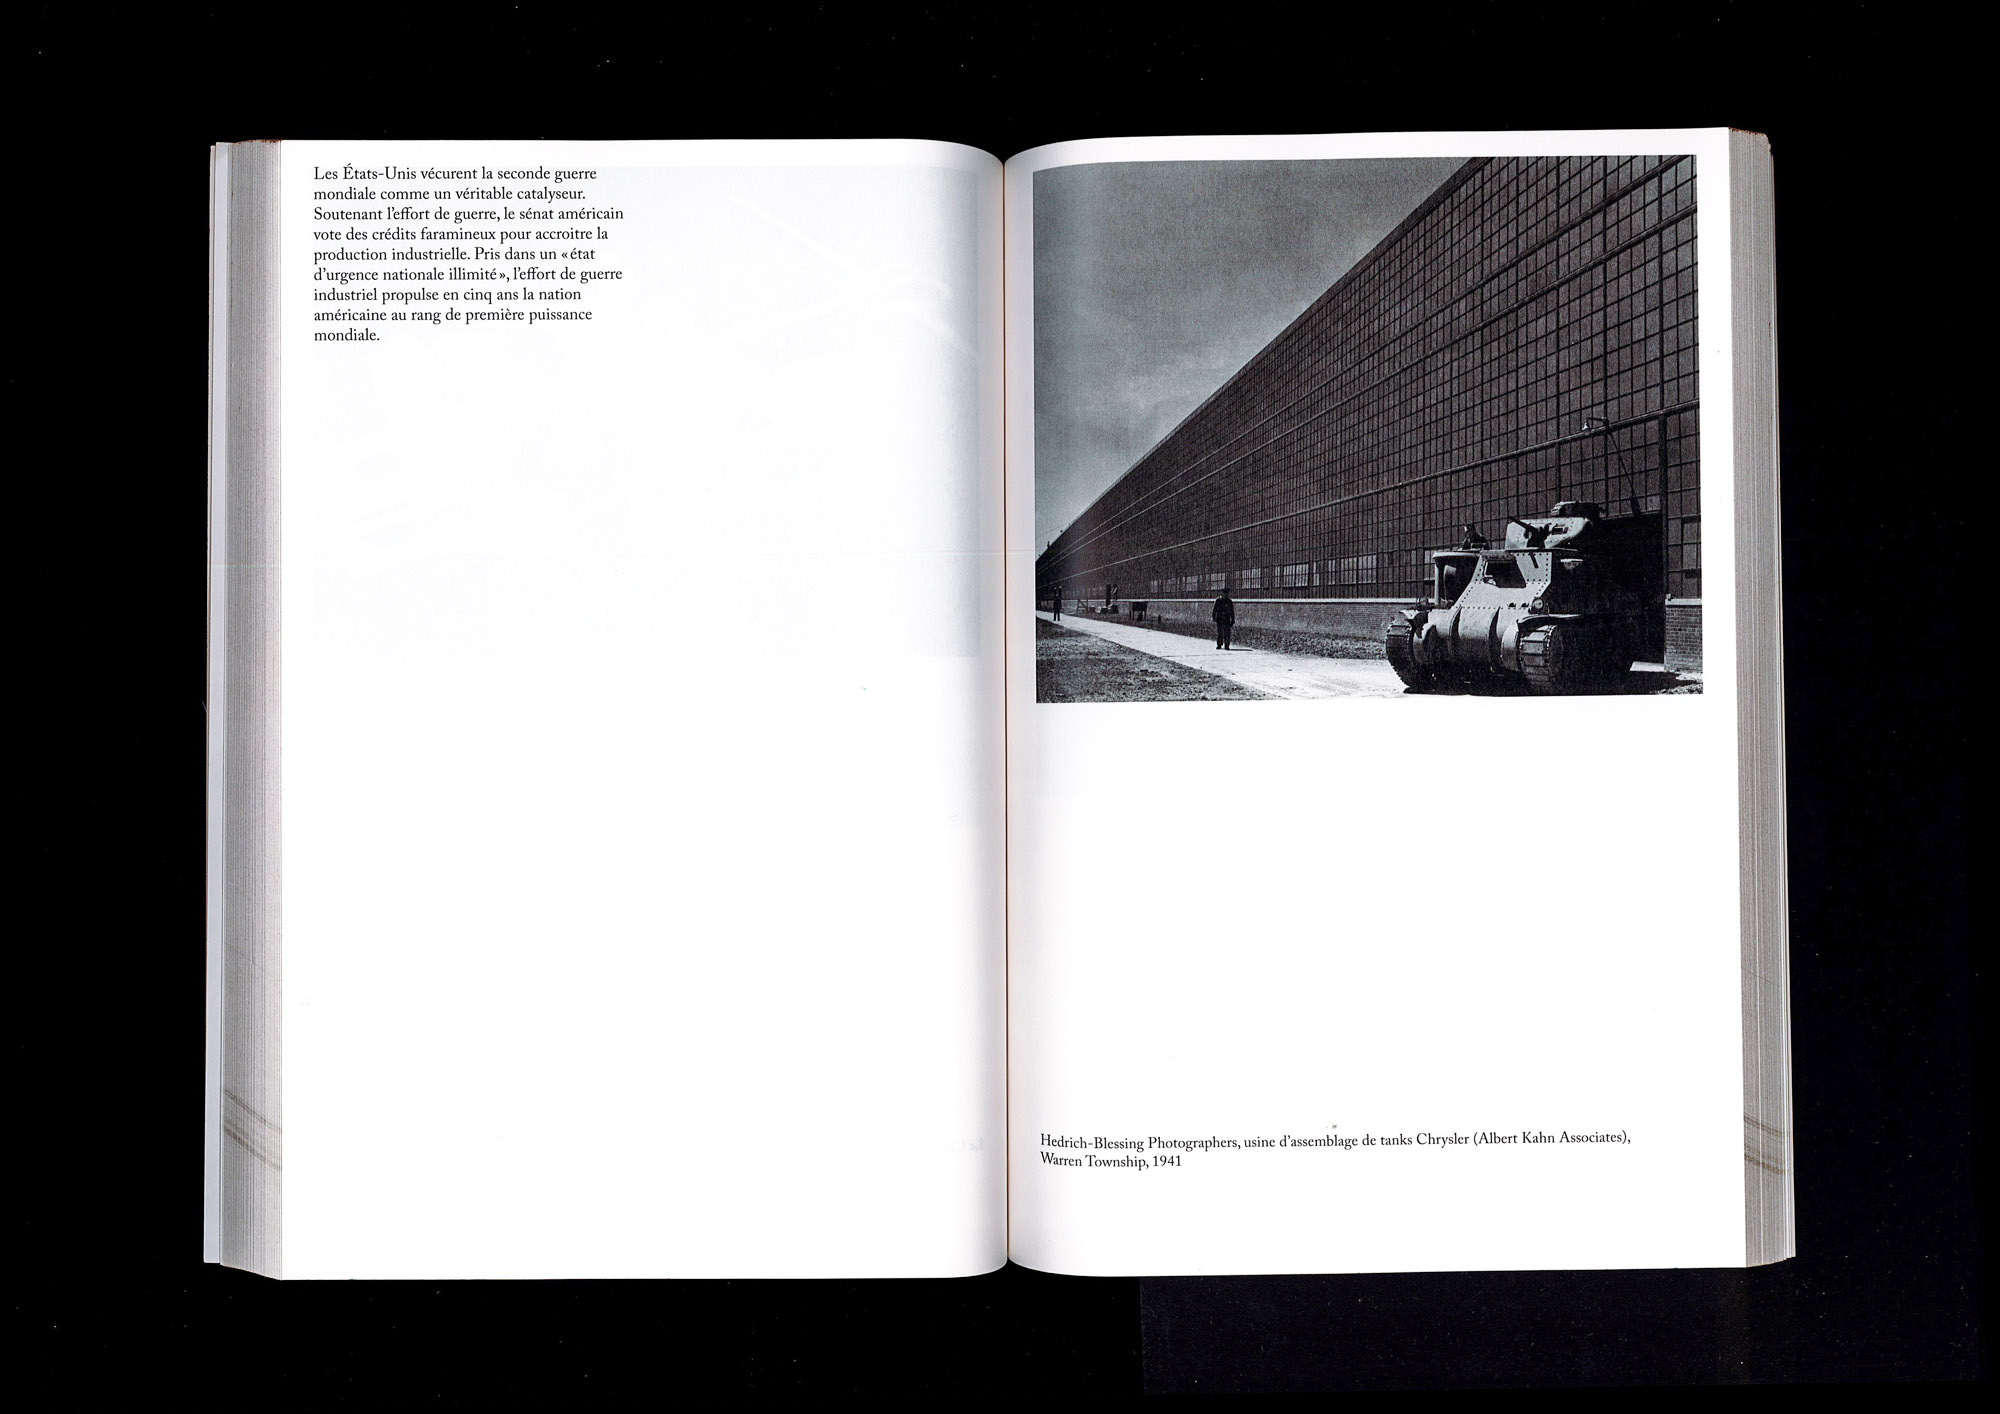 Les États-Unis vécurent la seconde guerre
mondiale comme un véritable catalyseur.
Soutenant l'effort de guerre, le sénat américain
vote des crédits faramineux pour accroitre la
production industrielle. Pris dans un « état
d'urgence nationale illimité », l'effort de guerre
industriel propulse en cinq ans la nation
américaine au rang de première puissance
mondiale.
Hedrich-Blessing Photographers, usine d'assemblage de tanks Chrysler (Albert Kahn Associates),
Warren Township, 1941